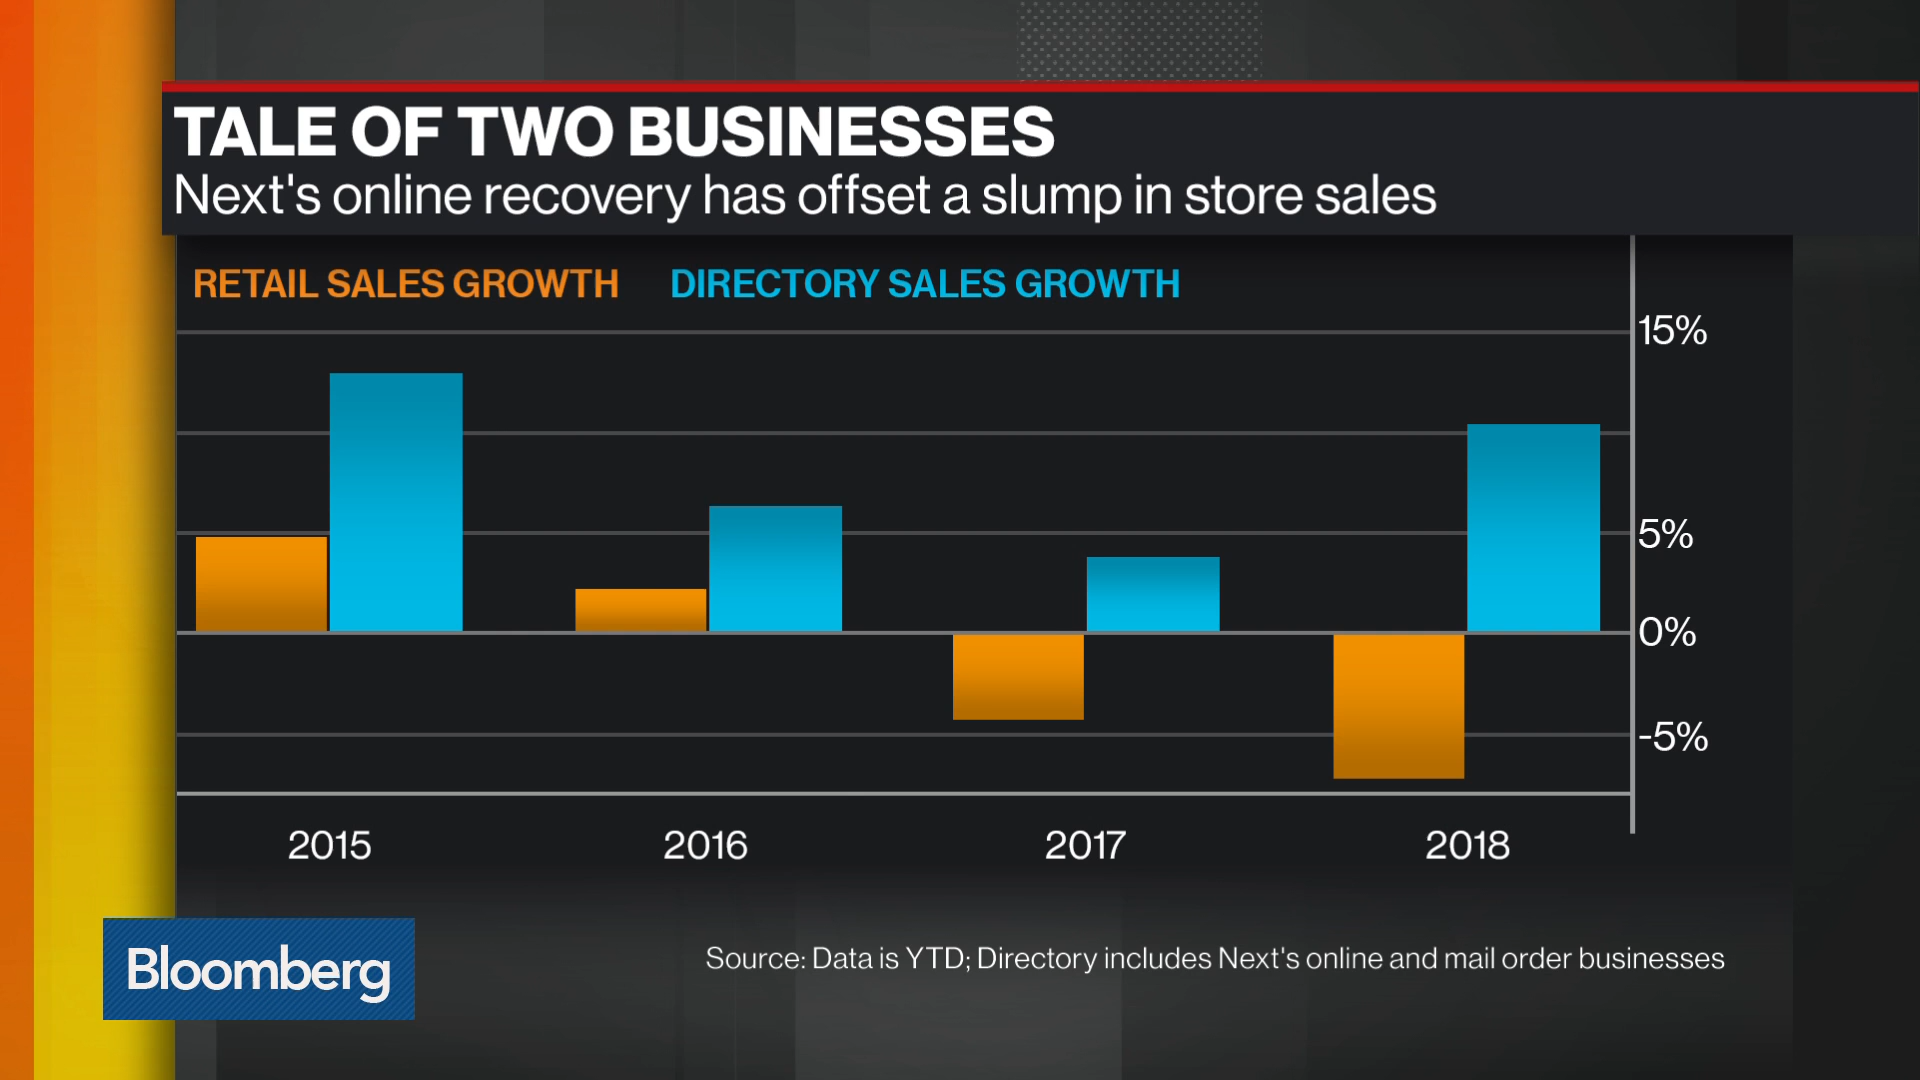 TALE OF TWO BUSINESSES
Next's online recovery has offset a slump in store sales
RETAIL SALES GROWTH DIRECTORY SALES GROWTH
15%
5%
0%
-5%
2015 2016 2017 2018
Bloomberg
Source: Data is YTD; Directory includes Next's online and mail order businesses